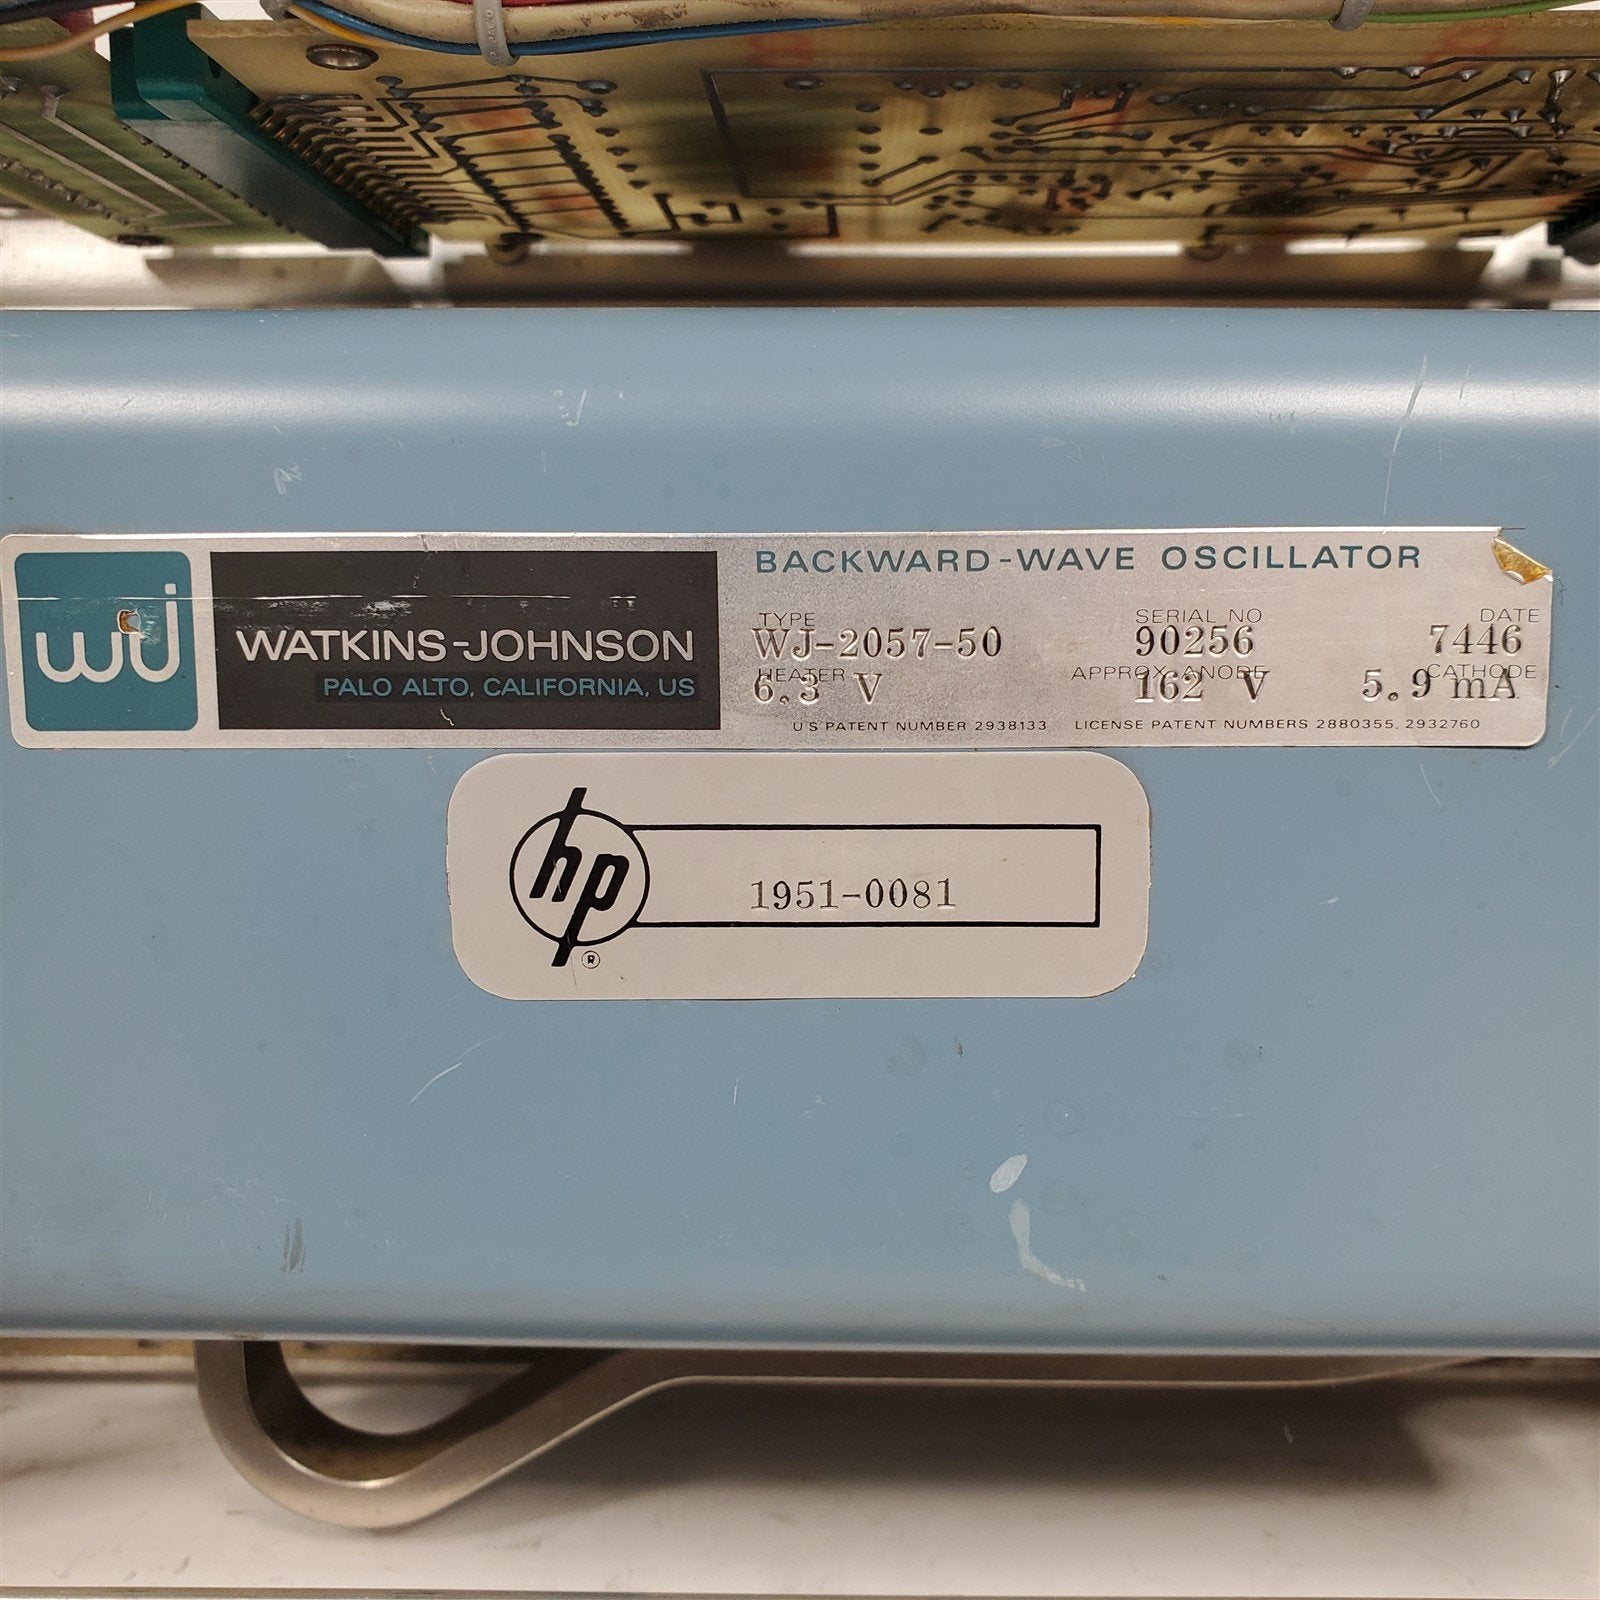 wj
WATKINS-JOHNSON
PALO ALTO, CALIFORNIA, US
BACKWARD-WAVE OSCILLATOR
TYPE SERIAL NO DATE
WJ-2057-50 90256 7446
HEATER APPROX. ANODE CATHODE
6.3 V 162 V 5.9 mA
US PATENT NUMBER 2938133 LICENSE PATENT NUMBERS 2880355, 2932760
hp
®
1951-0081